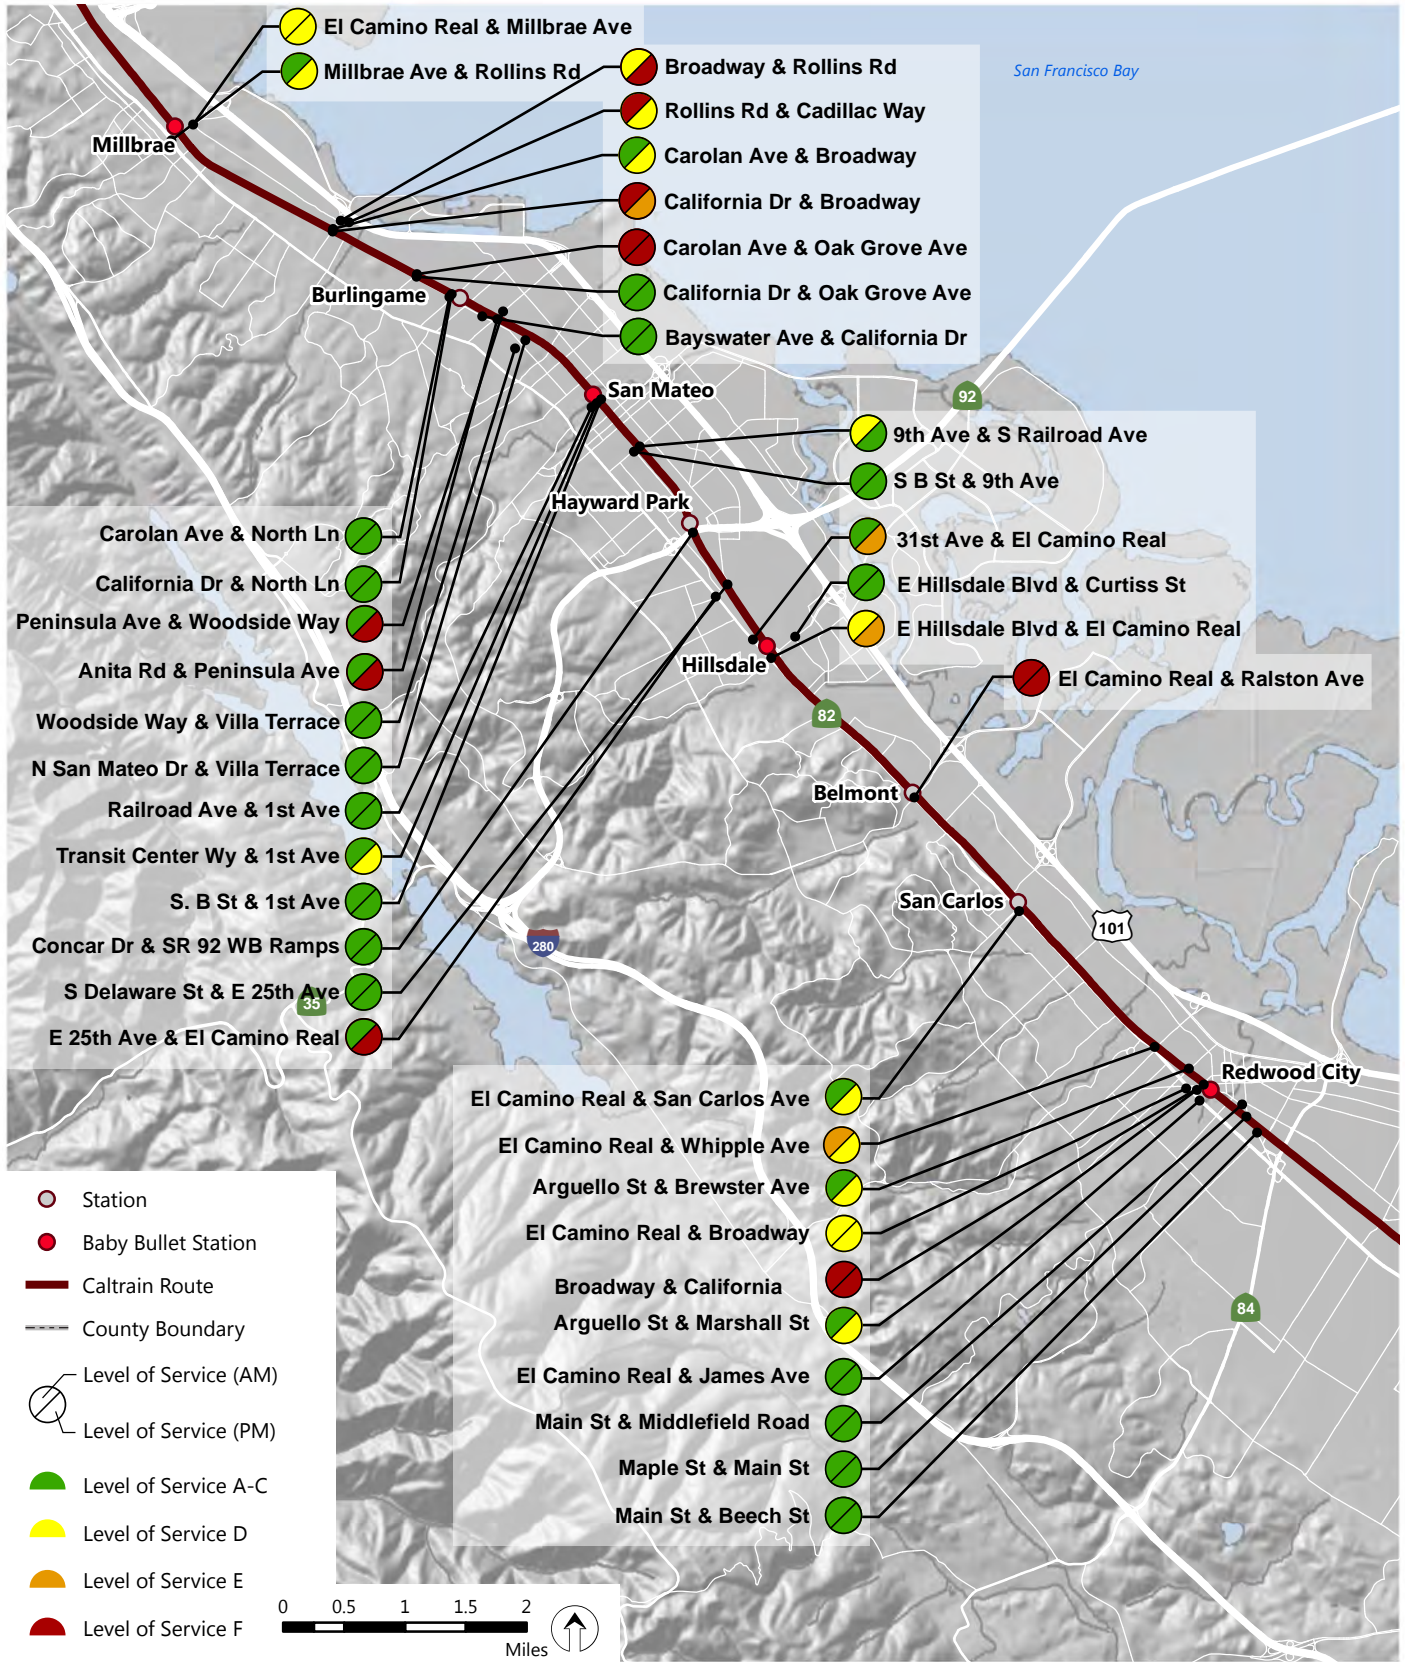 El Camino Real & Millbrae Ave
Millbrae Ave & Rollins Rd
Broadway & Rollins Rd
San Francisco Bay
Rollins Rd & Cadillac Way
Millbrae
Carolan Ave & Broadway
California Dr & Broadway
Carolan Ave & Oak Grove Ave
Burlingame
California Dr & Oak Grove Ave
Bayswater Ave & California Dr
San Mateo
92
9th Ave & S Railroad Ave
S B St & 9th Ave
Hayward Park
31st Ave & El Camino Real
E Hillsdale Blvd & Curtiss St
E Hillsdale Blvd & El Camino Real
Hillsdale
El Camino Real & Ralston Ave
82
Belmont
San Carlos
101
280
35
Carolan Ave & North Ln
California Dr & North Ln
Peninsula Ave & Woodside Way
Anita Rd & Peninsula Ave
Woodside Way & Villa Terrace
N San Mateo Dr & Villa Terrace
Railroad Ave & 1st Ave
Transit Center Wy & 1st Ave
S. B St & 1st Ave
Concar Dr & SR 92 WB Ramps
S Delaware St & E 25th Ave
E 25th Ave & El Camino Real
Redwood City
El Camino Real & San Carlos Ave
El Camino Real & Whipple Ave
Arguello St & Brewster Ave
El Camino Real & Broadway
Broadway & California
Arguello St & Marshall St
El Camino Real & James Ave
Main St & Middlefield Road
Maple St & Main St
Main St & Beech St
84
Station
Baby Bullet Station
Caltrain Route
County Boundary
Level of Service (AM)
Level of Service (PM)
Level of Service A-C
Level of Service D
Level of Service E
Level of Service F
0 0.5 1 1.5 2
Miles